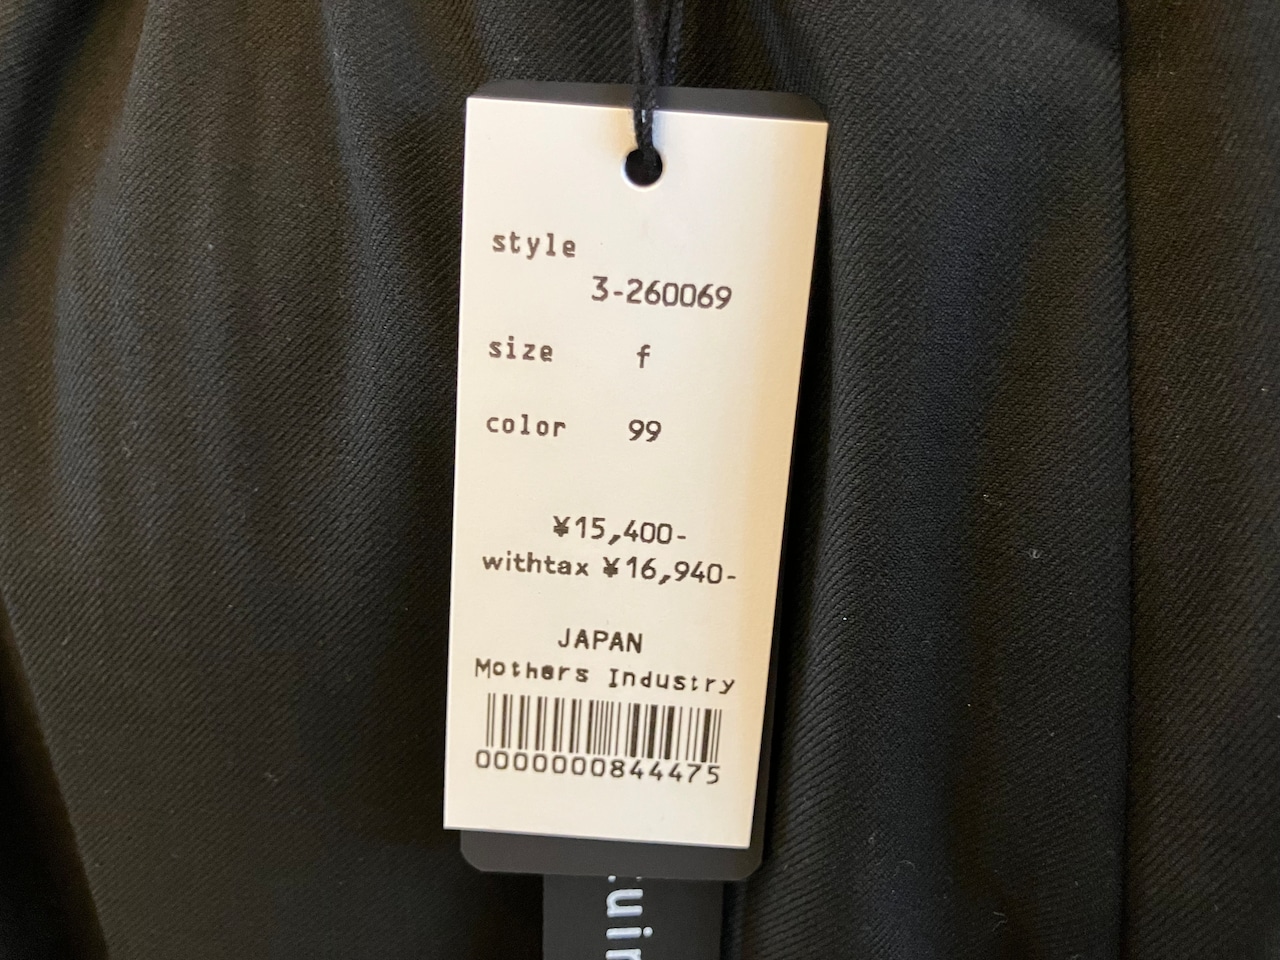 style
3-260069
size f
color 99
¥15,400-
withtax ¥16,940-
JAPAN
Mothers Industry
0000000844475